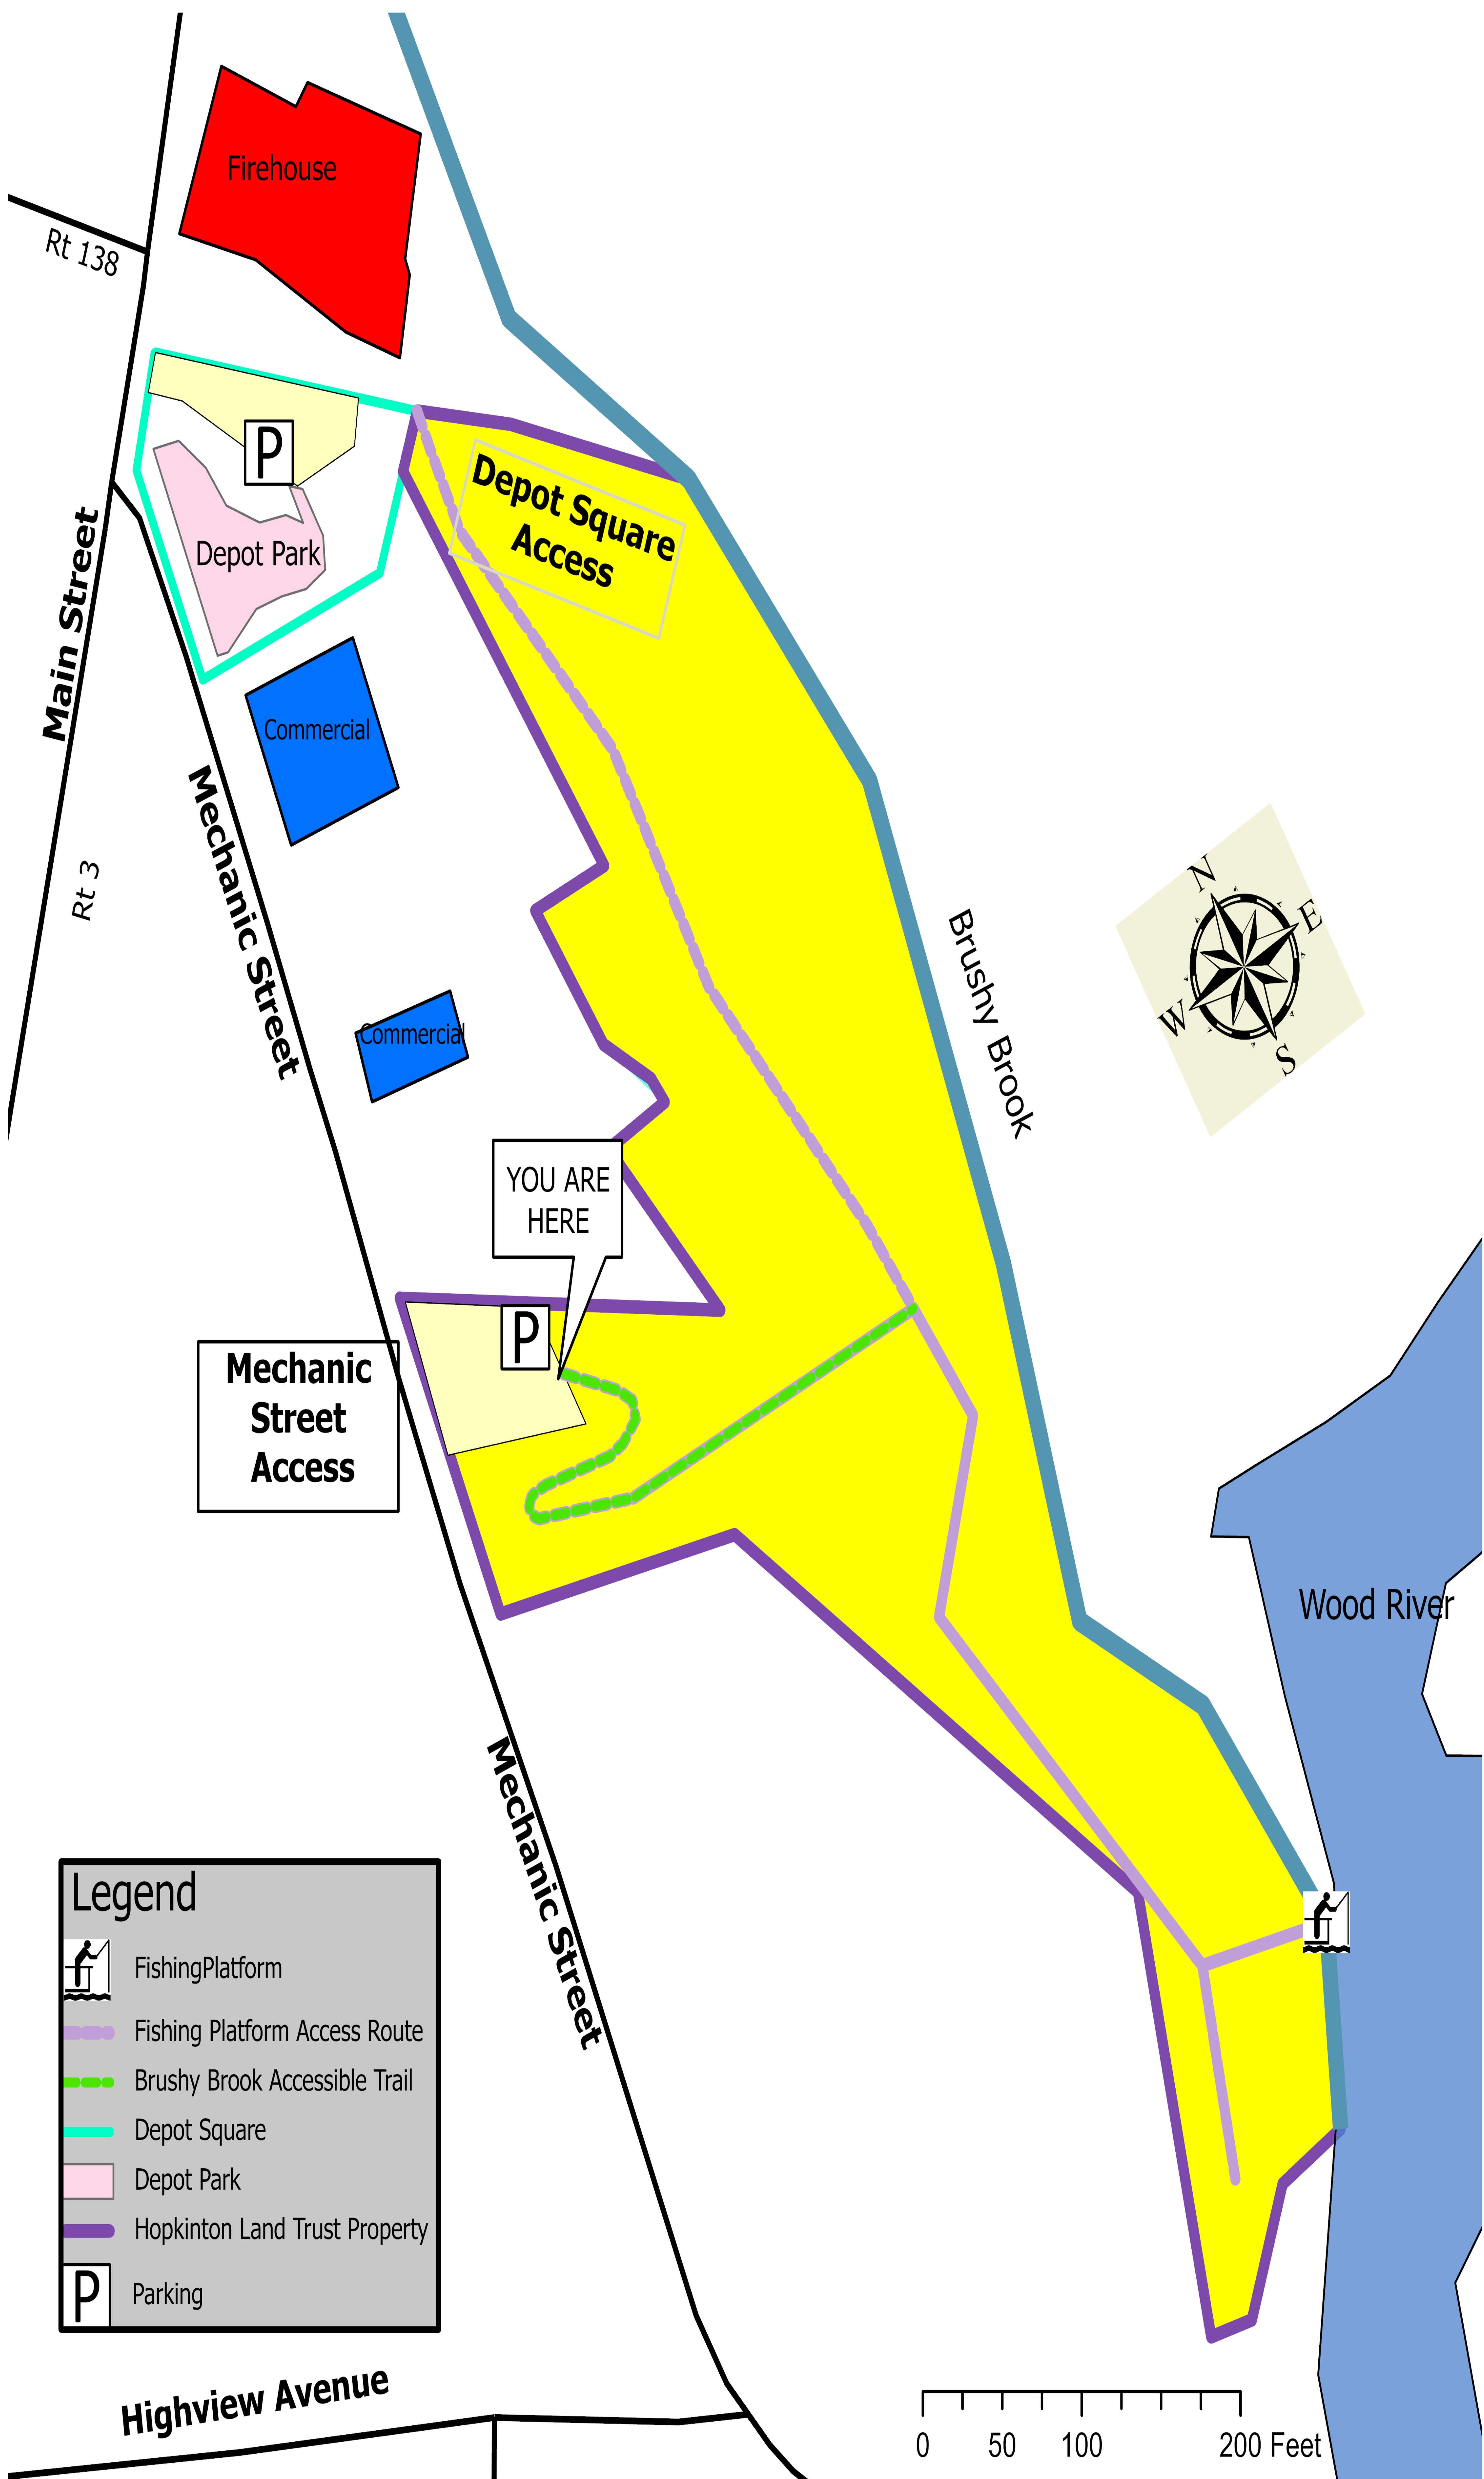 Firehouse
Rt 138
P
Depot Park
Depot Square
Access
Main Street
Commercial
Mechanic Street
Rt 3
N
E
W
S
Brushy Brook
Commercial
YOU ARE
HERE
P
Mechanic
Street
Access
Wood River
Mechanic Street
Legend
FishingPlatform
Fishing Platform Access Route
Brushy Brook Accessible Trail
Depot Square
Depot Park
Hopkinton Land Trust Property
P
Parking
Highview Avenue
0 50 100 200 Feet